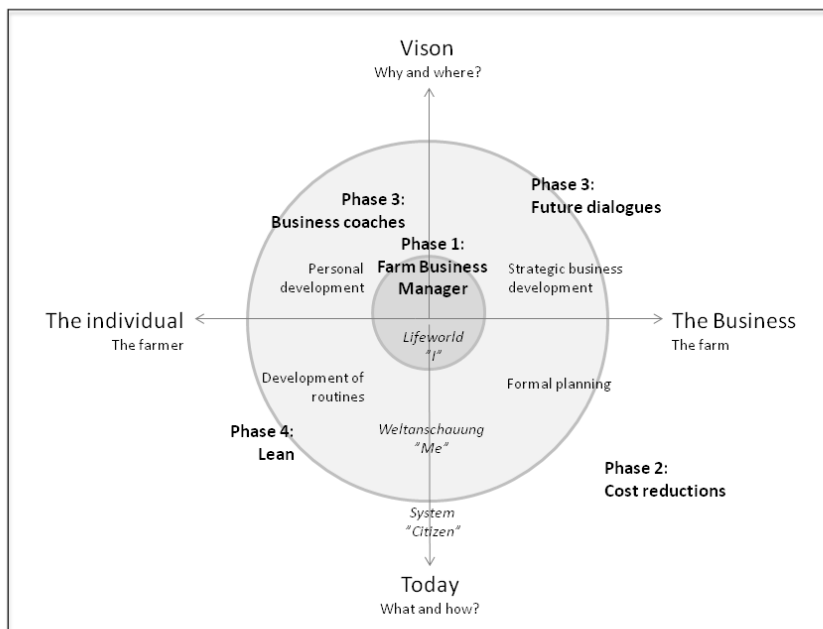 Vison
Why and where?
Phase 3:
Business coaches
Phase 3:
Future dialogues
Phase 1:
Farm Business
Manager
Personal
development
Strategic business
development
The individual
The farmer
The Business
The farm
Lifeworld
"I"
Development of
routines
Formal planning
Phase 4:
Lean
Weltanschauung
"Me"
Phase 2:
Cost reductions
System
"Citizen"
Today
What and how?